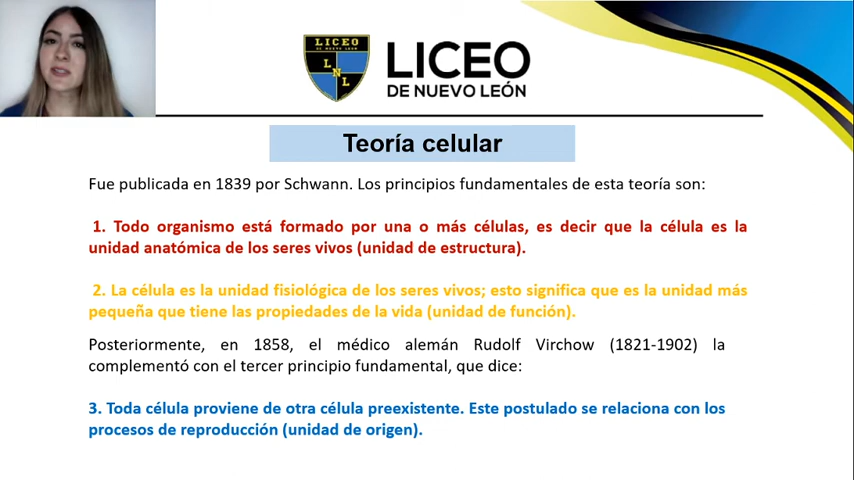 LICEO
DE NUEVO LEÓN
LNL
LICEO
DE NUEVO LEÓN
Teoría celular
Fue publicada en 1839 por Schwann. Los principios fundamentales de esta teoría son:
1. Todo organismo está formado por una o más células, es decir que la célula es la
unidad anatómica de los seres vivos (unidad de estructura).
2. La célula es la unidad fisiológica de los seres vivos; esto significa que es la unidad más
pequeña que tiene las propiedades de la vida (unidad de función).
Posteriormente, en 1858, el médico alemán Rudolf Virchow (1821-1902) la
complementó con el tercer principio fundamental, que dice:
3. Toda célula proviene de otra célula preexistente. Este postulado se relaciona con los
procesos de reproducción (unidad de origen).